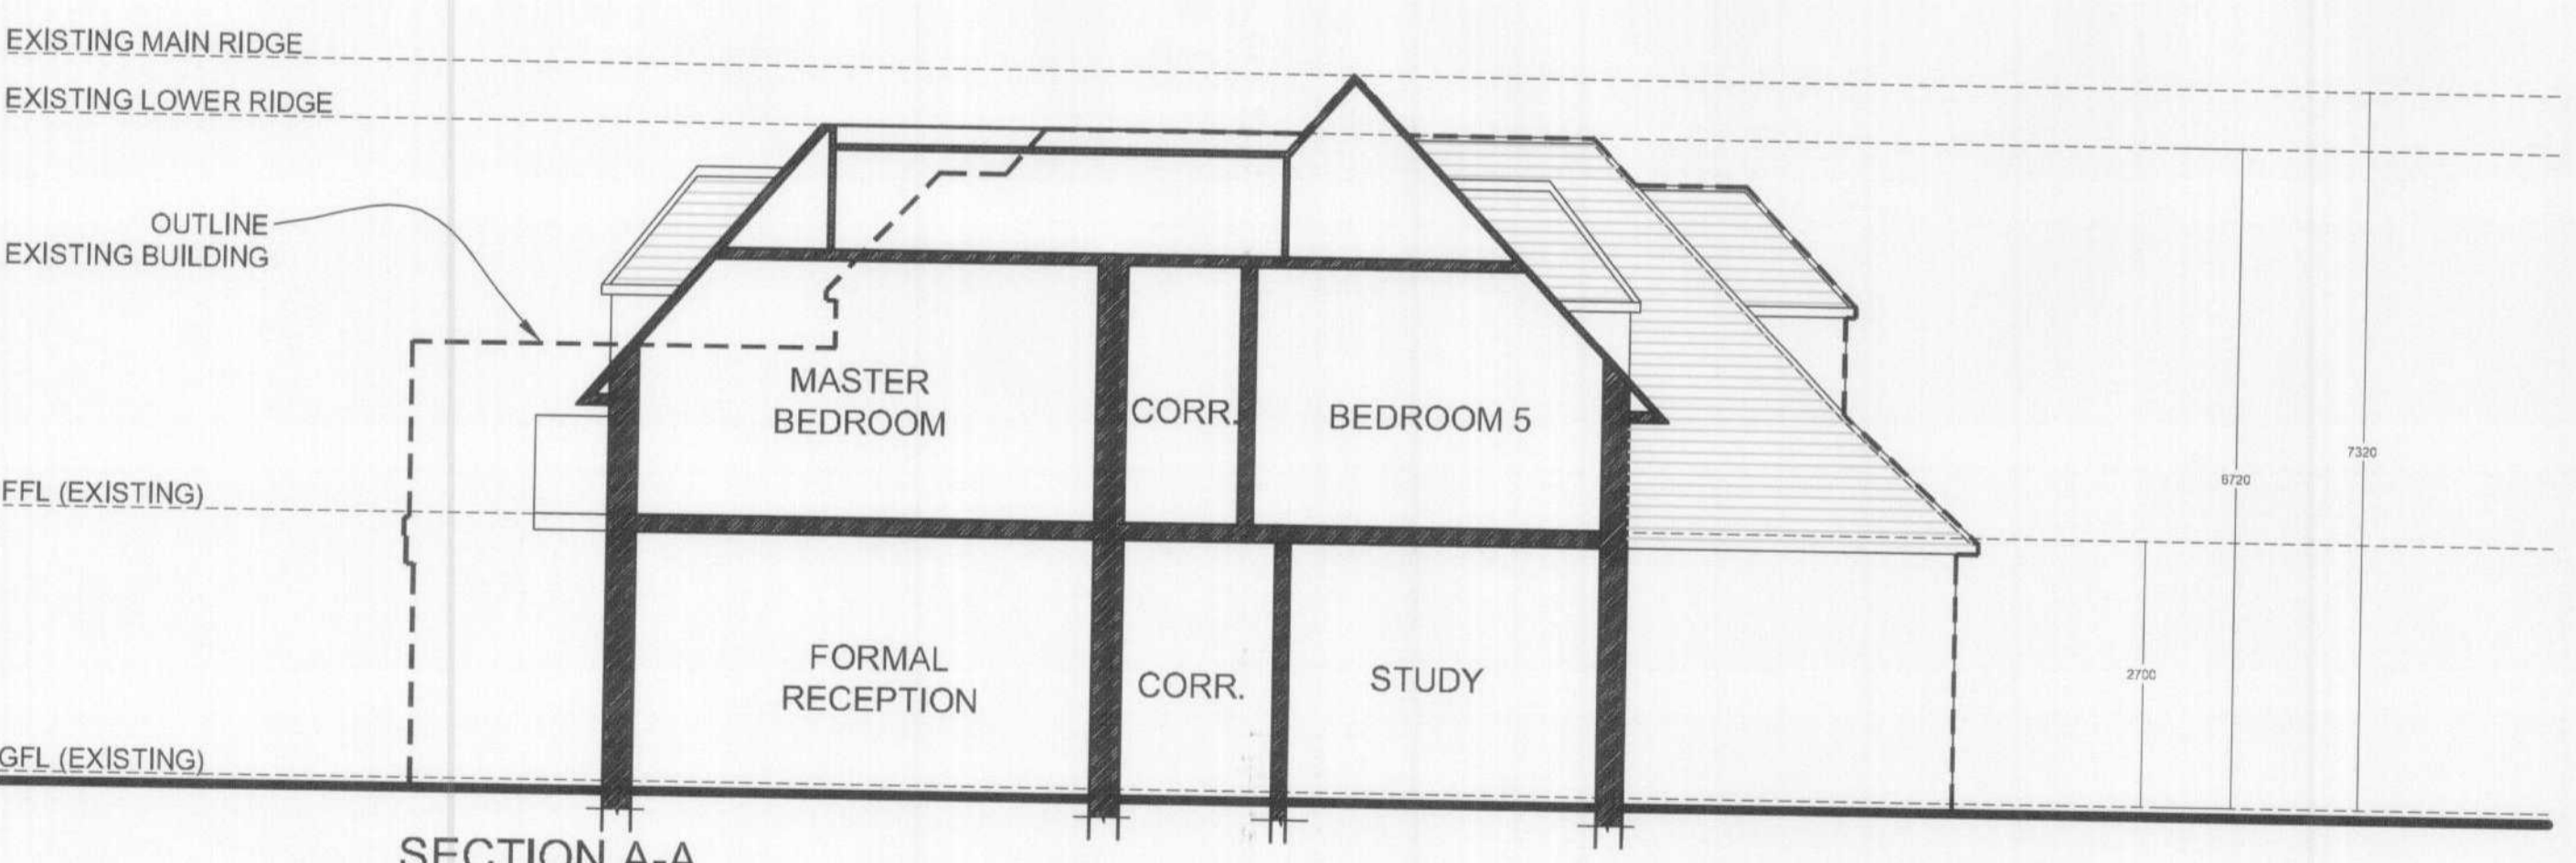 EXISTING MAIN RIDGE
EXISTING LOWER RIDGE
OUTLINE
EXISTING BUILDING
MASTER
BEDROOM
CORR.
BEDROOM 5
7320
6720
FFL (EXISTING)
FORMAL
RECEPTION
CORR.
STUDY
2700
GFL (EXISTING)
SECTION A-A